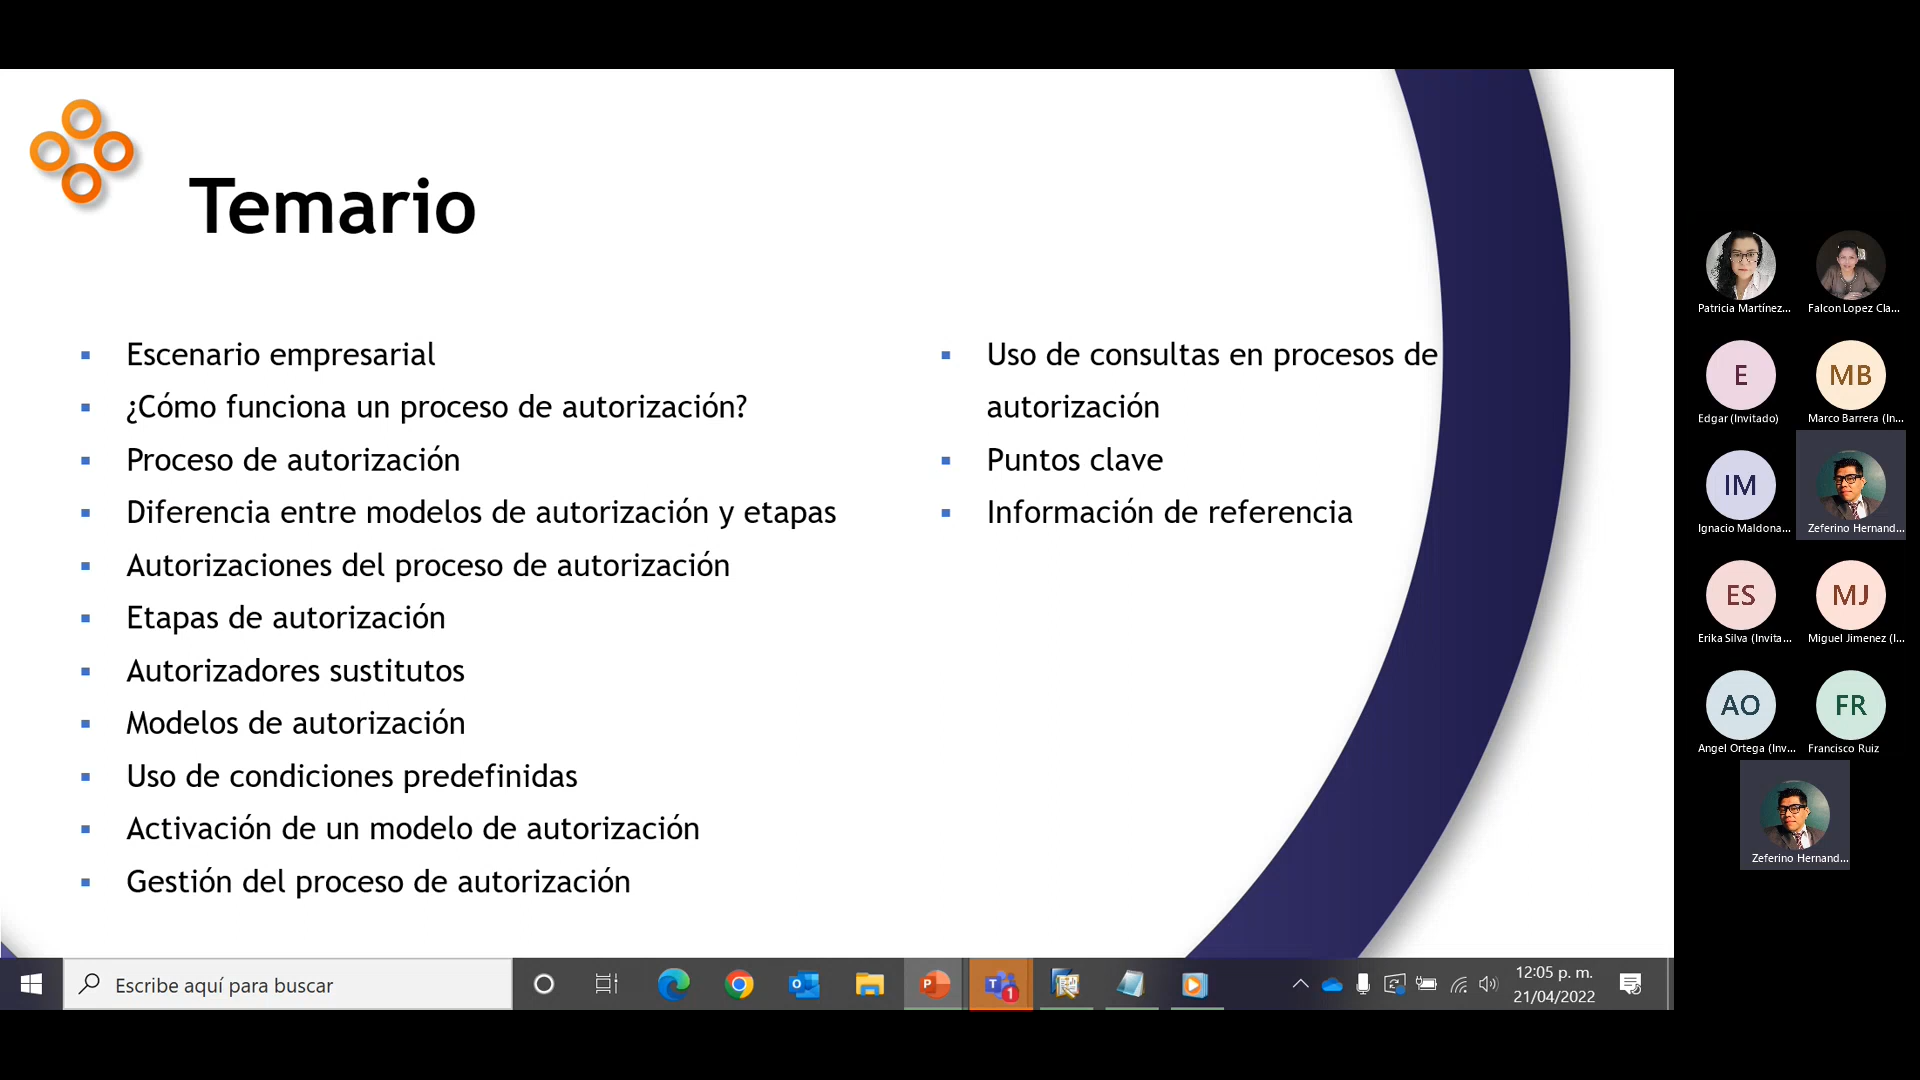 Temario
Escenario empresarial
¿Cómo funciona un proceso de autorización?
Proceso de autorización
Diferencia entre modelos de autorización y etapas
Autorizaciones del proceso de autorización
Etapas de autorización
Autorizadores sustitutos
Modelos de autorización
Uso de condiciones predefinidas
Activación de un modelo de autorización
Gestión del proceso de autorización
Uso de consultas en procesos de
autorización
Puntos clave
Información de referencia
Patricia Martínez...
Falcon Lopez Cla...
E
Edgar (Invitado)
MB
Marco Barrera (In...
IM
Ignacio Maldona...
Zeferino Hernand...
ES
Erika Silva (Invita...
MJ
Miguel Jimenez (I...
AO
Angel Ortega (Inv...
FR
Francisco Ruiz
Zeferino Hernand...
Escribe aquí para buscar
1
12:05 p. m.
21/04/2022